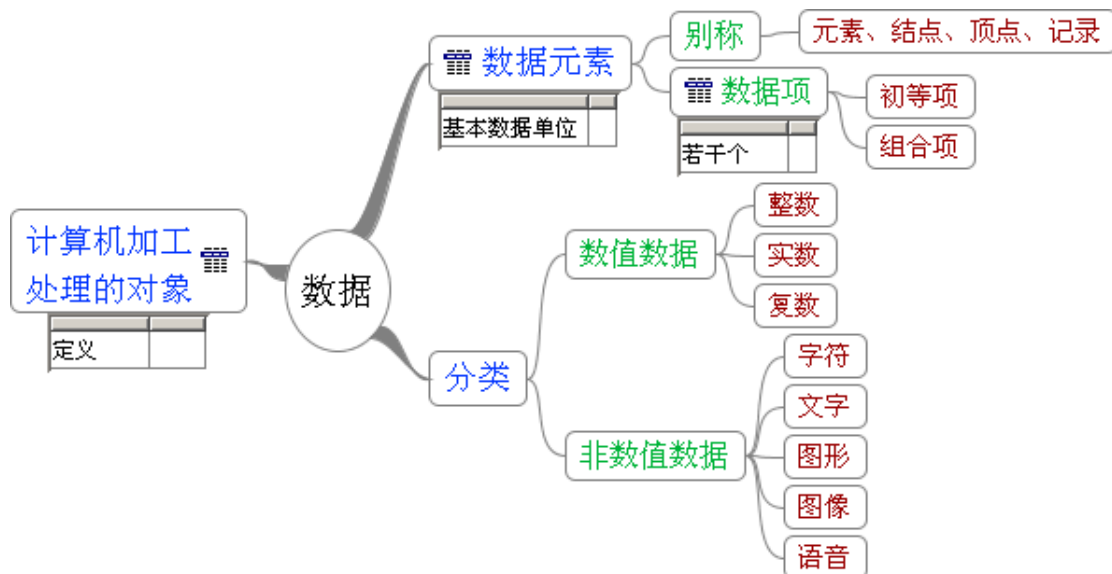 别称
元素、结点、顶点、记录
数据元素
基本数据单位
数据项
若干个
初等项
组合项
计算机加工
处理的对象
定义
数据
分类
数值数据
整数
实数
复数
非数值数据
字符
文字
图形
图像
语音